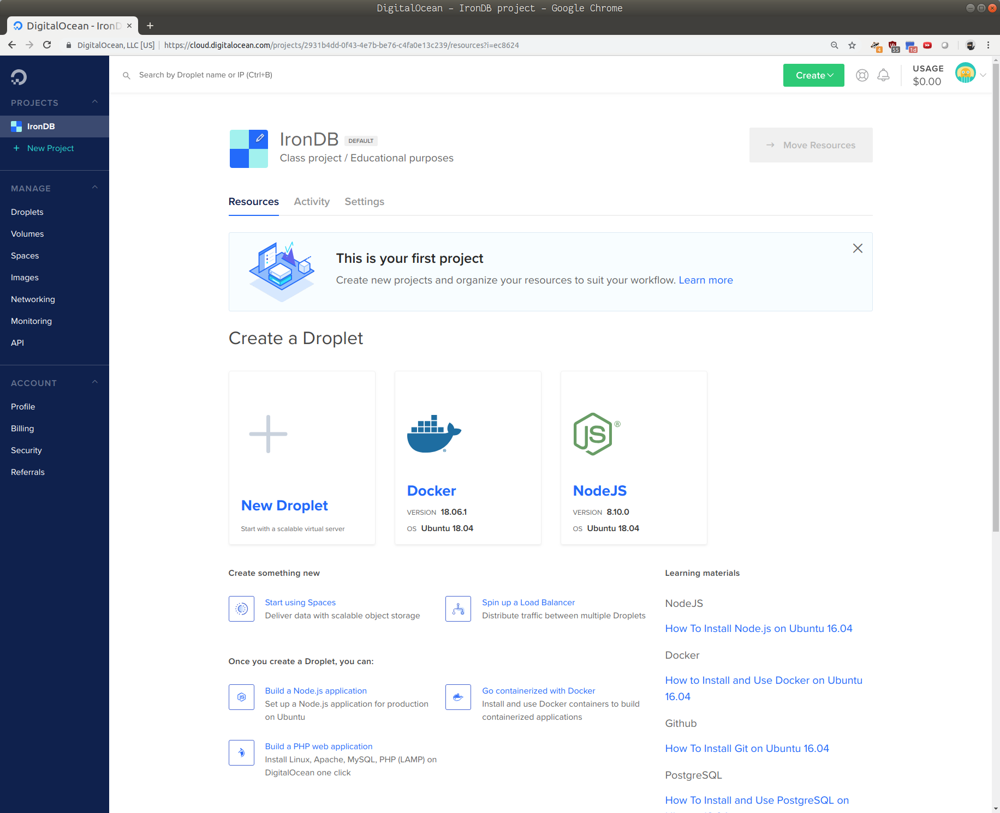 DigitalOcean - IronDB project - Google Chrome
DigitalOcean - IronD
DigitalOcean, LLC [US]
https://cloud.digitalocean.com/projects/2931b4dd-0f43-4e7b-be76-c4fa0e13c239/resources?i=ec8624
4
55
1d
Search by Droplet name or IP (Ctrl+B)
Create
USAGE
$0.00
PROJECTS
IronDB
+ New Project
MANAGE
Droplets
Volumes
Spaces
Images
Networking
Monitoring
API
ACCOUNT
Profile
Billing
Security
Referrals
IronDB DEFAULT
Class project / Educational purposes
→ Move Resources
Resources Activity Settings
This is your first project
Create new projects and organize your resources to suit your workflow. Learn more
Create a Droplet
New Droplet
Start with a scalable virtual server
Docker
VERSION 18.06.1
OS Ubuntu 18.04
JS®
NodeJS
VERSION 8.10.0
OS Ubuntu 18.04
Create something new
Start using Spaces
Deliver data with scalable object storage
Spin up a Load Balancer
Distribute traffic between multiple Droplets
Once you create a Droplet, you can:
JS
Build a Node.js application
Set up a Node.js application for production
on Ubuntu
Go containerized with Docker
Install and use Docker containers to build
containerized applications
Build a PHP web application
Install Linux, Apache, MySQL, PHP (LAMP) on
DigitalOcean one click
Learning materials
NodeJS
How To Install Node.js on Ubuntu 16.04
Docker
How to Install and Use Docker on Ubuntu
16.04
Github
How To Install Git on Ubuntu 16.04
PostgreSQL
How To Install and Use PostgreSQL on